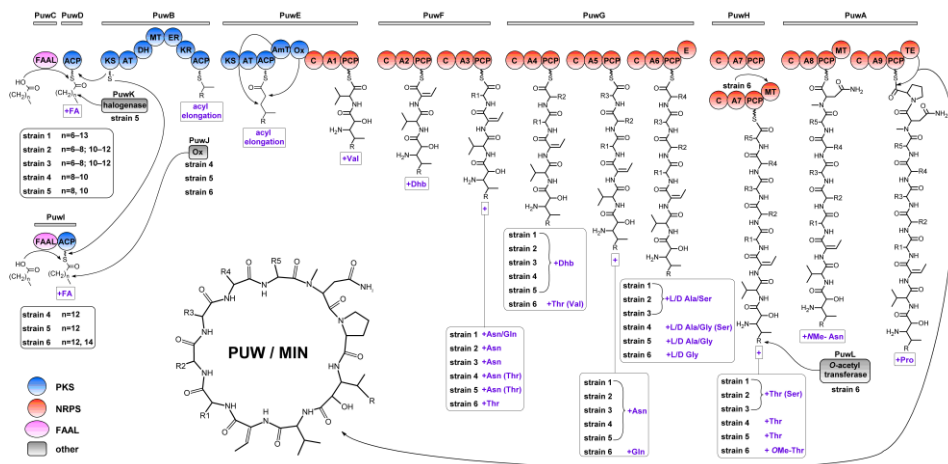 PuwC PuwD PuwB PuwE PuwF PuwG PuwH PuwA
FAAL ACP KS AT DH MT ER KR ACP KS AT ACP AmT Ox C A1 PCP C A2 PCP C A3 PCP C A4 PCP C A5 PCP C A6 PCP E C A7 PCP C A8 PCP MT C A9 PCP TE
strain 6
C A7 PCP MT
+FA
PuwK
halogenase
strain 5
acyl
elongation
acyl
elongation
+Val
+Dhb
+
strain 1 n=6–13
strain 2 n=6–8; 10–12
strain 3 n=6–8; 10–12
strain 4 n=8–10
strain 5 n=8, 10
PuwJ
Ox
strain 4
strain 5
strain 6
PuwI
FAAL ACP
+FA
strain 4 n=12
strain 5 n=12
strain 6 n=12, 14
PKS
NRPS
FAAL
other
PUW / MIN
R1
R2
R3
R4
R5
R
strain 1 +Asn/Gln
strain 2 +Asn
strain 3 +Asn
strain 4 +Asn (Thr)
strain 5 +Asn (Thr)
strain 6 +Thr
strain 1
strain 2
strain 3 +Dhb
strain 4
strain 5
strain 6 +Thr (Val)
+
strain 1
strain 2
strain 3 +Asn
strain 4
strain 5
strain 6 +Gln
strain 1
strain 2 +L/D Ala/Ser
strain 3
strain 4 +L/D Ala/Gly (Ser)
strain 5 +L/D Ala/Gly
strain 6 +L/D Gly
+
strain 1
strain 2 +Thr (Ser)
strain 3
strain 4 +Thr
strain 5 +Thr
strain 6 + OMe-Thr
+NMe- Asn
PuwL
O-acetyl
transferase
strain 6
+Pro